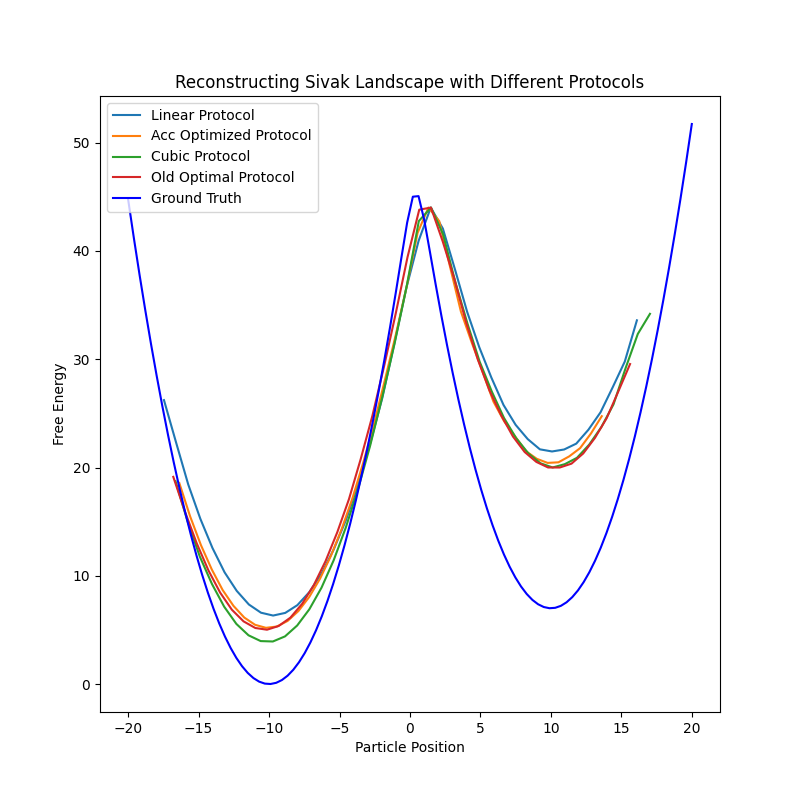 Reconstructing Sivak Landscape with Different Protocols
Linear Protocol
Acc Optimized Protocol
Cubic Protocol
Old Optimal Protocol
Ground Truth
Free Energy
50
40
30
20
10
0
−20 −15 −10 −5 0 5 10 15 20
Particle Position